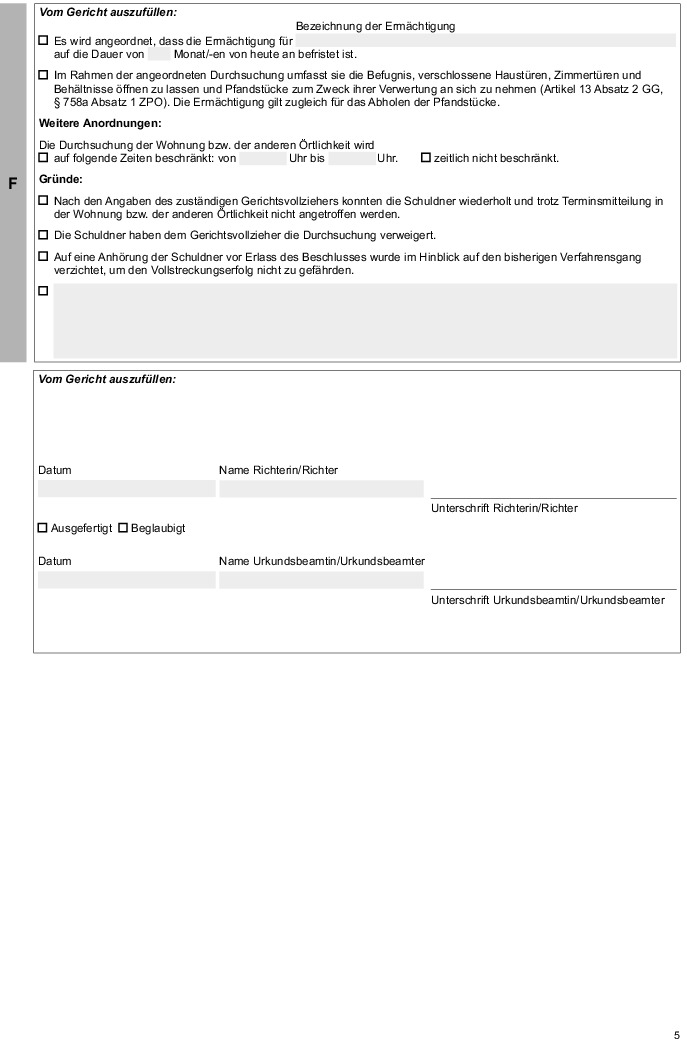 Vom Gericht auszufüllen:
Bezeichnung der Ermächtigung
Es wird angeordnet, dass die Ermächtigung für
auf die Dauer von Monat/-en von heute an befristet ist.
Im Rahmen der angeordneten Durchsuchung umfasst sie die Befugnis, verschlossene Haustüren, Zimmertüren und
Behältnisse öffnen zu lassen und Pfandstücke zum Zweck ihrer Verwertung an sich zu nehmen (Artikel 13 Absatz 2 GG,
§ 758a Absatz 1 ZPO). Die Ermächtigung gilt zugleich für das Abholen der Pfandstücke.
Weitere Anordnungen:
Die Durchsuchung der Wohnung bzw. der anderen Örtlichkeit wird
auf folgende Zeiten beschränkt: von Uhr bis Uhr. zeitlich nicht beschränkt.
F
Gründe:
Nach den Angaben des zuständigen Gerichtsvollziehers konnten die Schuldner wiederholt und trotz Terminsmitteilung in
der Wohnung bzw. der anderen Örtlichkeit nicht angetroffen werden.
Die Schuldner haben dem Gerichtsvollzieher die Durchsuchung verweigert.
Auf eine Anhörung der Schuldner vor Erlass des Beschlusses wurde im Hinblick auf den bisherigen Verfahrensgang
verzichtet, um den Vollstreckungserfolg nicht zu gefährden.
Vom Gericht auszufüllen:
Datum Name Richterin/Richter
Unterschrift Richterin/Richter
Ausgefertigt Beglaubigt
Datum Name Urkundsbeamtin/Urkundsbeamter
Unterschrift Urkundsbeamtin/Urkundsbeamter
5